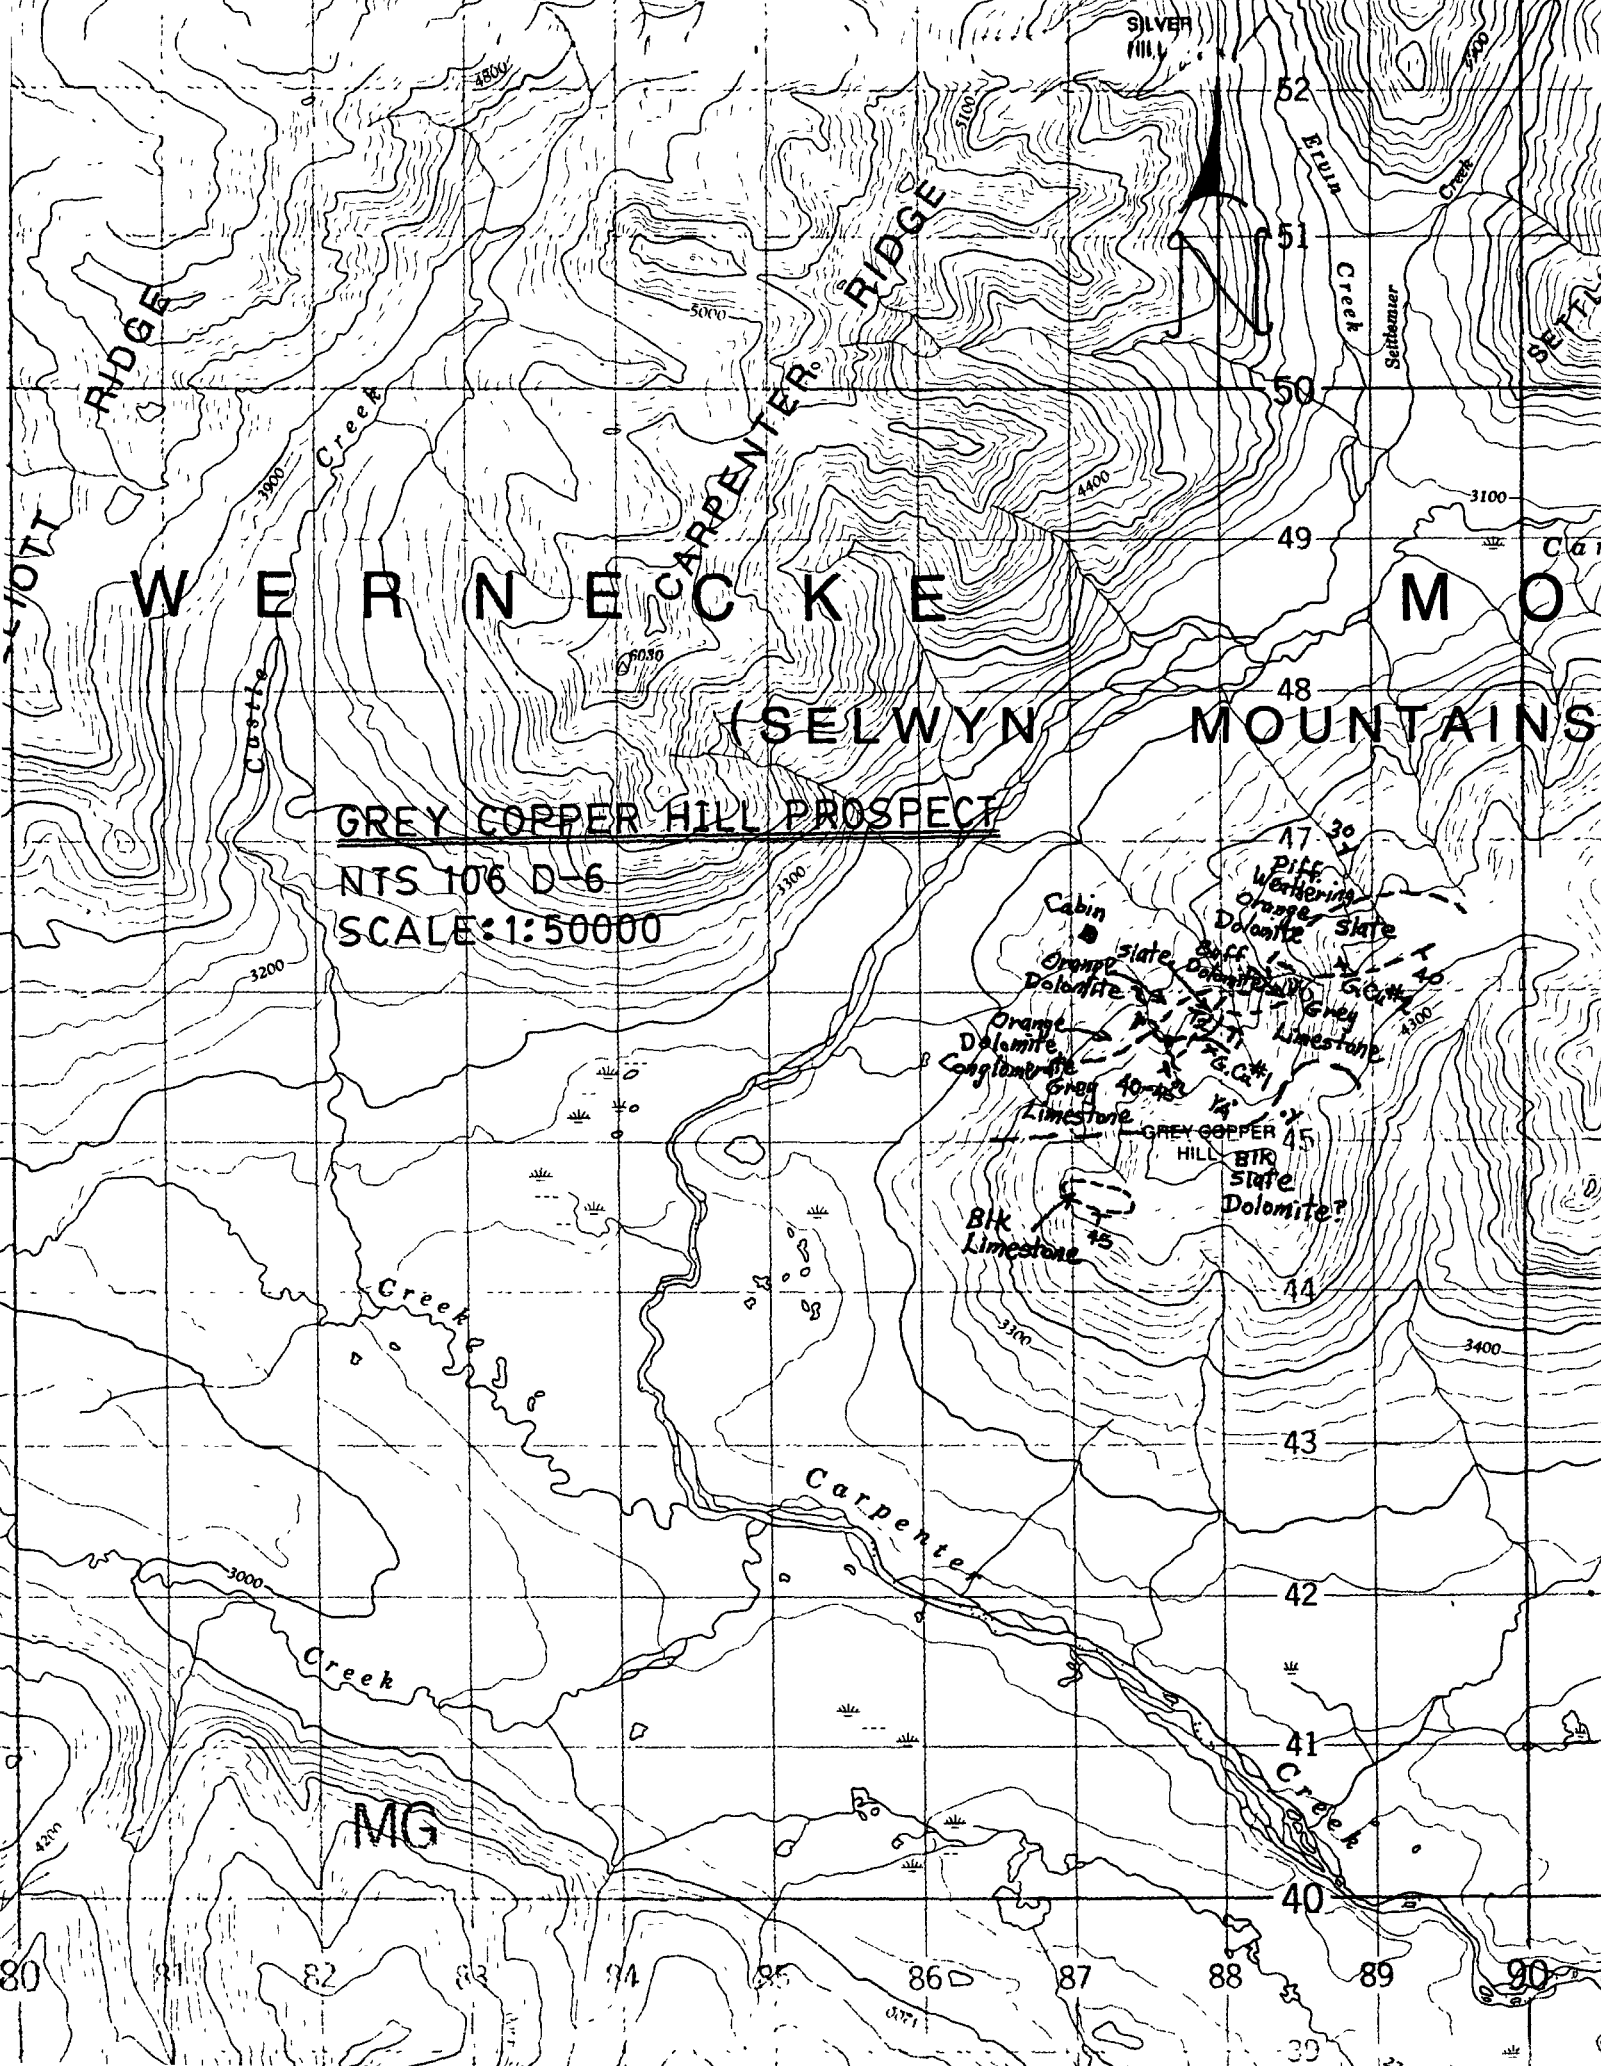 SILVER
HILL
4800
5100
52
Ervin
Creek
RIDGE
51
Creek
Settlemier
5000
RIDGE
50
CARPENTER
Creek
3900
4400
3100
49
W E R N E C K E M O
6030
48
Castle
(SELWYN MOUNTAINS
GREY COPPER HILL PROSPECT
NTS 106 D-6
SCALE:1:50000
3300
47
30
Weathering
Orange
Dolomite
Slate
Cabin
3200
Slate
Buff
Dolomite
Orange
Dolomite
40
Grey
Limestone
4300
Orange
Dolomite
Conglomerate
G.Cu#1
Grey
Limestone
GREY COPPER
HILL
45
Blk
Slate
Dolomite?
Blk
Limestone
45
44
Creek
3300
3400
43
Carpenter
42
3000
Creek
41
Creek
MG
4200
40
80 81 82 83 84 85 86 87 88 89 90
39